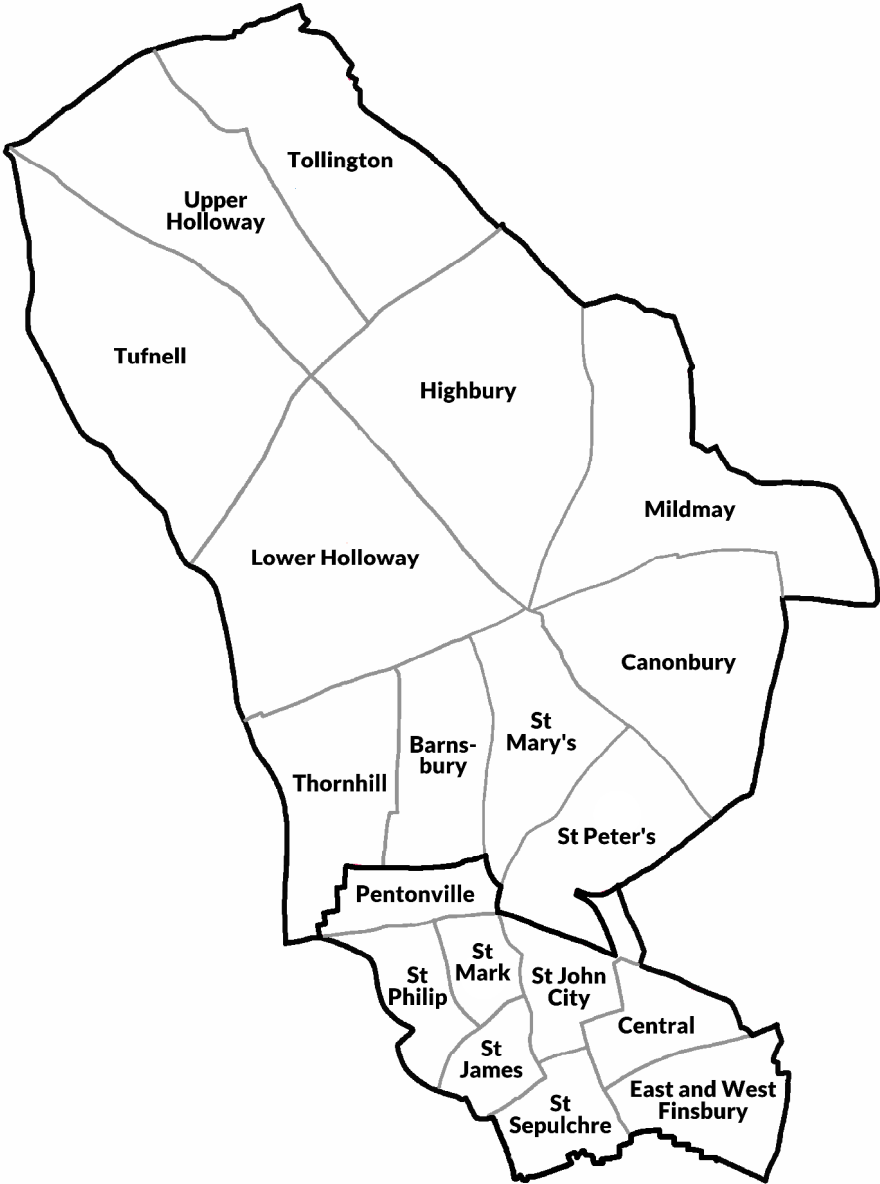 Tollington
Upper
Holloway
Tufnell
Highbury
Mildmay
Lower Holloway
Canonbury
St
Mary's
Barns-
bury
Thornhill
St Peter's
Pentonville
St
Mark
St
Philip
St John
City
Central
St
James
East and West
Finsbury
St
Sepulchre